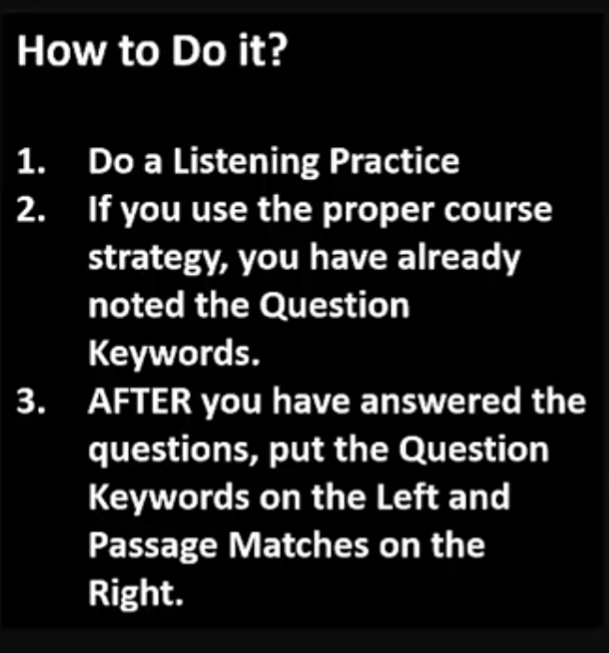 How to Do it?
1. Do a Listening Practice
2. If you use the proper course
strategy, you have already
noted the Question
Keywords.
3. AFTER you have answered the
questions, put the Question
Keywords on the Left and
Passage Matches on the
Right.